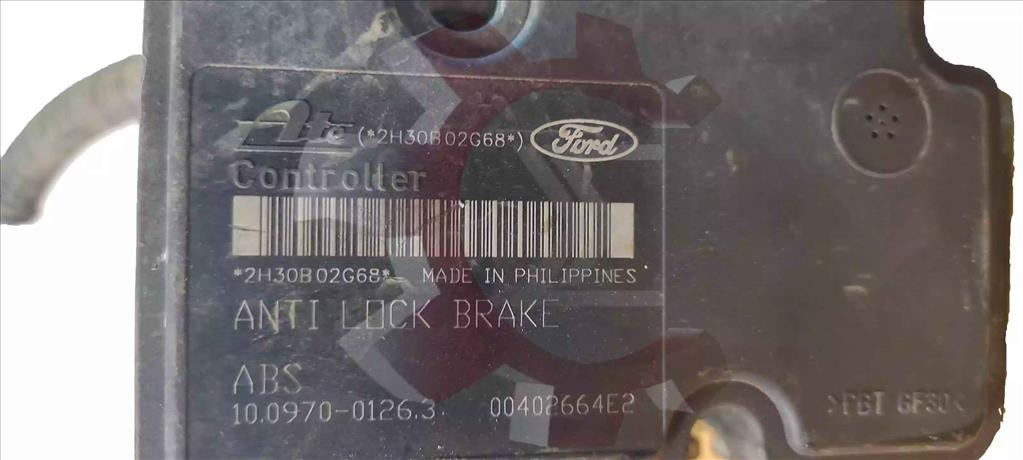 Ate (*2H30B02G68*) Ford
Controller
*2H30B02G68* MADE IN PHILIPPINES
ANTI LOCK BRAKE
ABS
10.0970-0126.3 00402664E2
>PBT GF30<